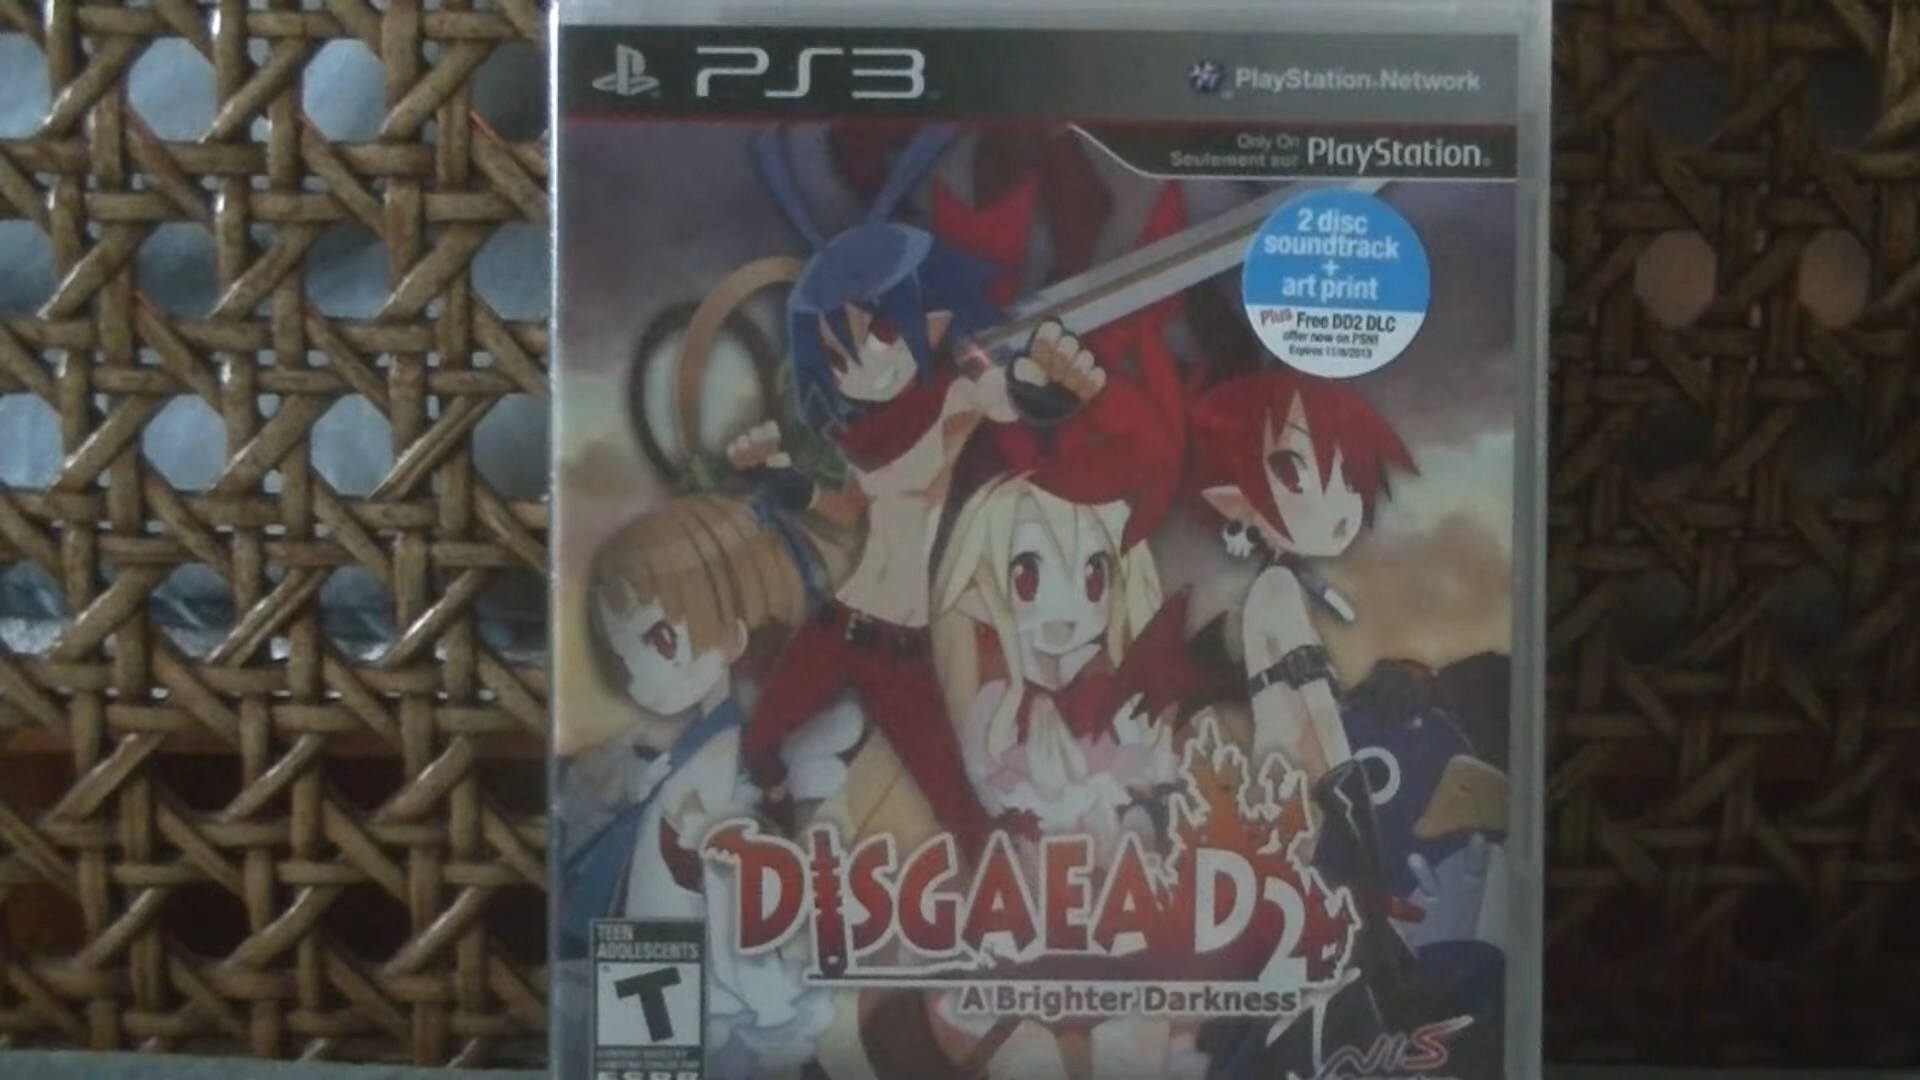 PS3
PlayStation Network
Only On
Seulement sur PlayStation
2 disc
soundtrack
+
art print
Plus Free DD2 DLC
offer now on PSN!
Expires 11/6/2013
DISGAEA D2
A Brighter Darkness
TEEN
ADOLESCENTS
T
ESRB
NIS